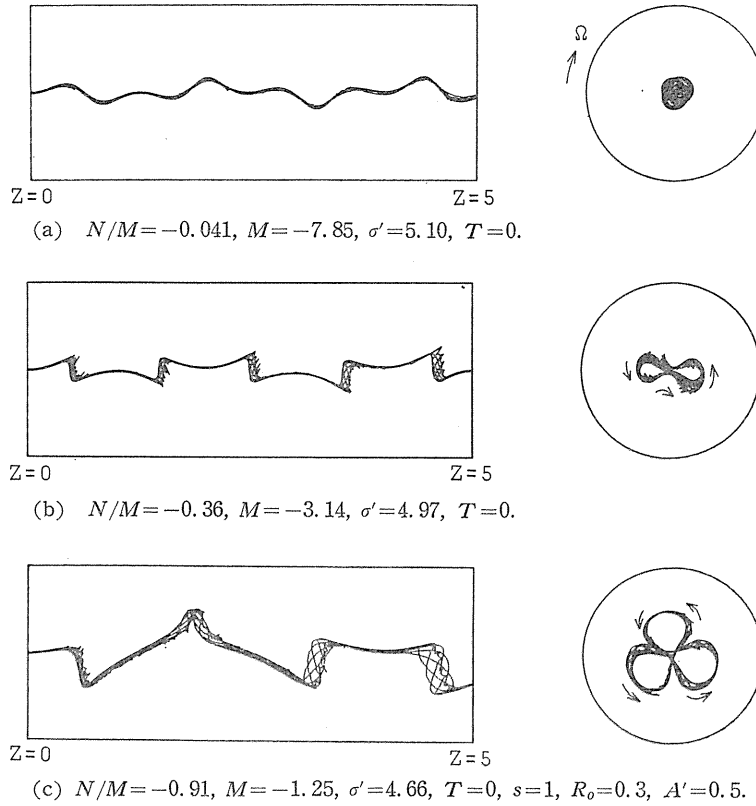 Ω
Z=0 Z=5
(a) N/M=−0.041, M=−7.85, σ′=5.10, T=0.
Z=0 Z=5
(b) N/M=−0.36, M=−3.14, σ′=4.97, T=0.
Z=0 Z=5
(c) N/M=−0.91, M=−1.25, σ′=4.66, T=0, s=1, R₀=0.3, A′=0.5.